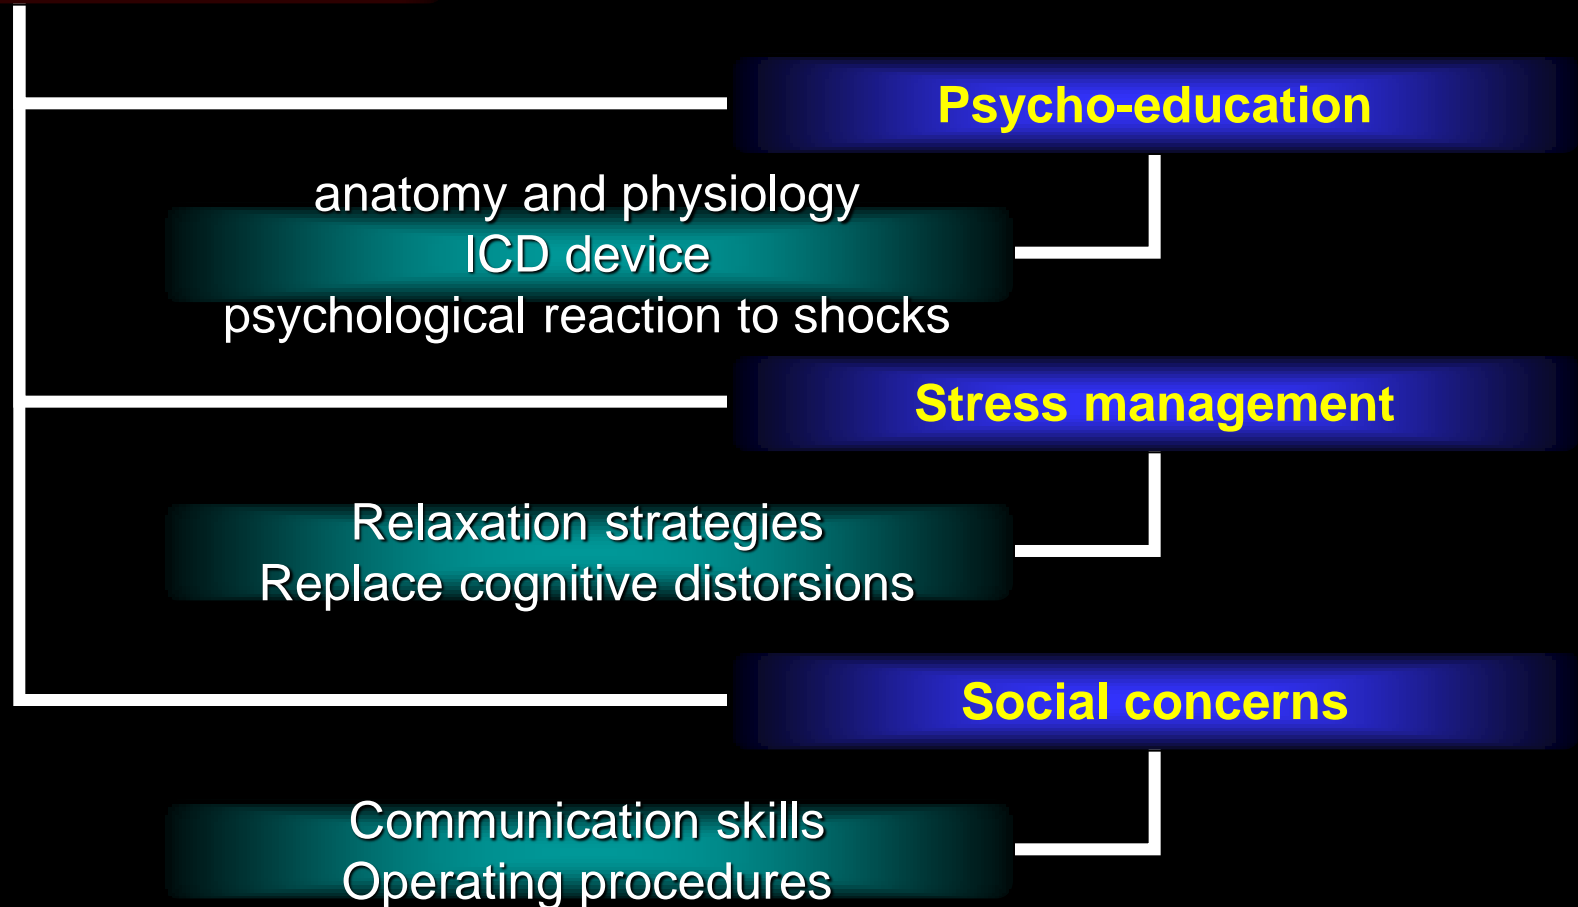 Psycho-education
anatomy and physiology
ICD device
psychological reaction to shocks
Stress management
Relaxation strategies
Replace cognitive distorsions
Social concerns
Communication skills
Operating procedures